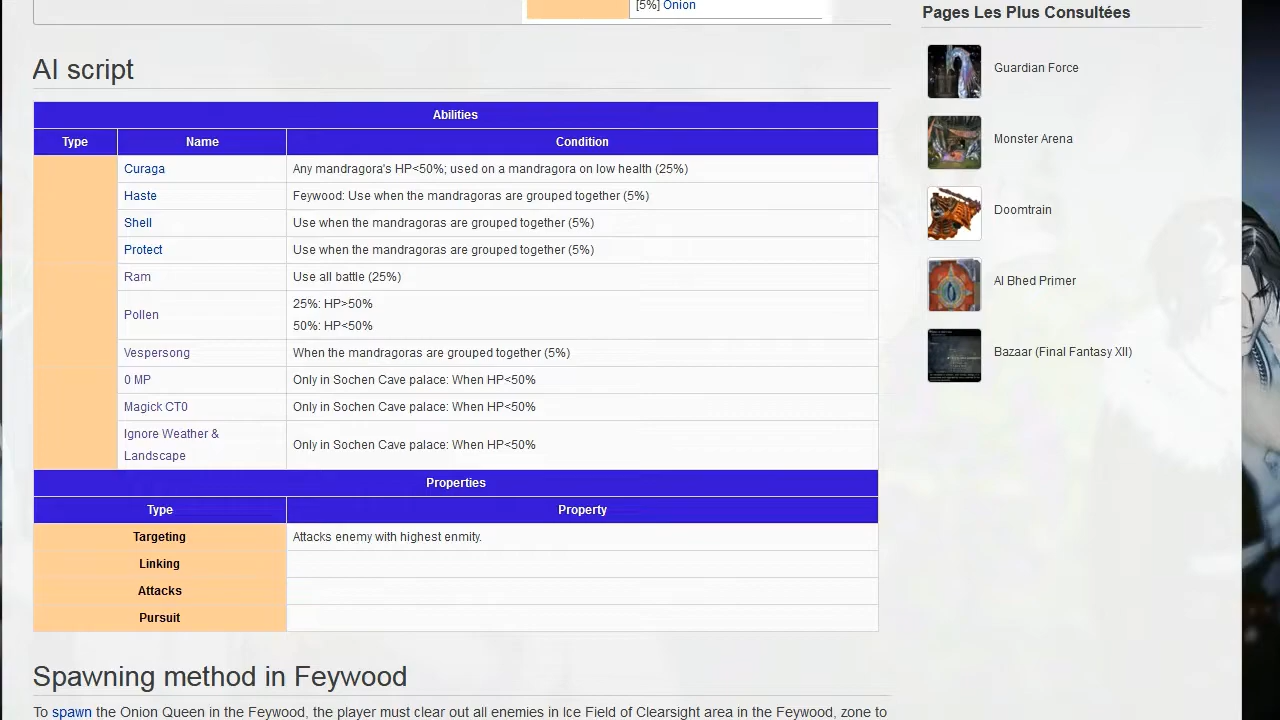 [5%] Onion
AI script
Abilities
Type Name Condition
Curaga Any mandragora's HP<50%; used on a mandragora on low health (25%)
Haste Feywood: Use when the mandragoras are grouped together (5%)
Shell Use when the mandragoras are grouped together (5%)
Protect Use when the mandragoras are grouped together (5%)
Ram Use all battle (25%)
Pollen
25%: HP>50%
50%: HP<50%
Vespersong When the mandragoras are grouped together (5%)
0 MP Only in Sochen Cave palace: When HP<50%
Magick CT0 Only in Sochen Cave palace: When HP<50%
Ignore Weather &
Landscape
Only in Sochen Cave palace: When HP<50%
Properties
Type Property
Targeting Attacks enemy with highest enmity.
Linking
Attacks
Pursuit
Spawning method in Feywood
To spawn the Onion Queen in the Feywood, the player must clear out all enemies in Ice Field of Clearsight area in the Feywood, zone to
Pages Les Plus Consultées
Guardian Force
Monster Arena
Doomtrain
Al Bhed Primer
Bazaar (Final Fantasy XII)